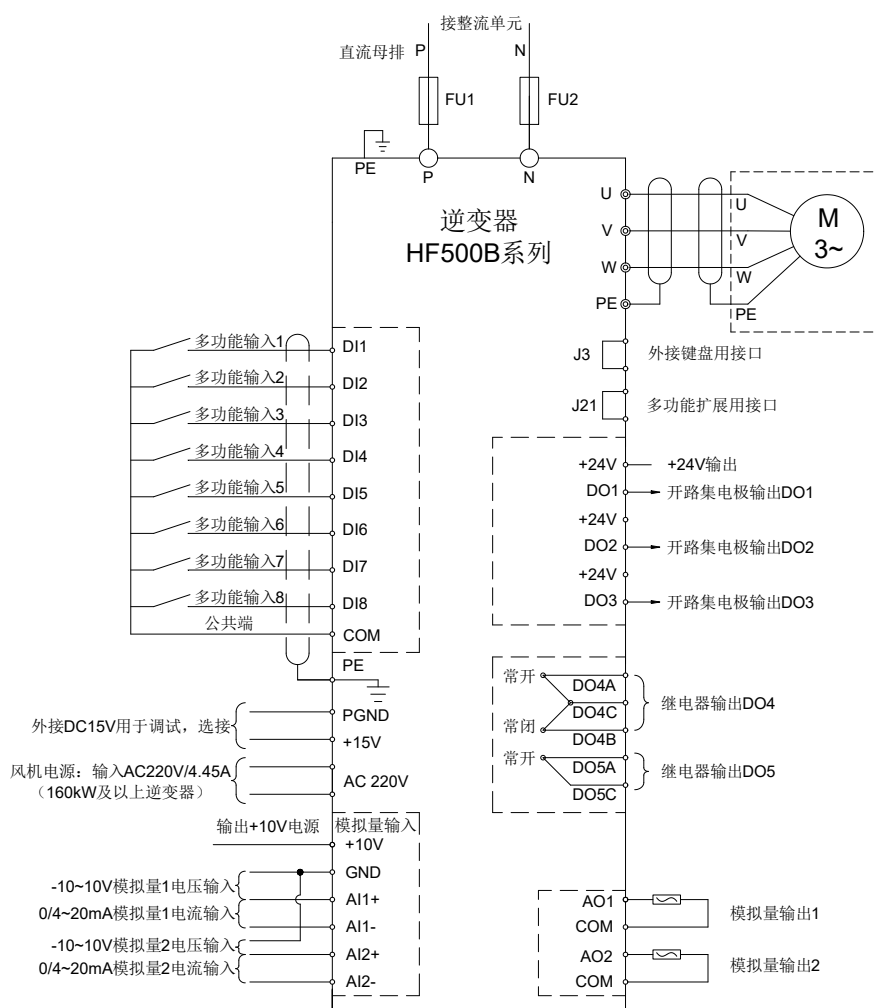 接整流单元
直流母排 P N
FU1 FU2
PE
P N
逆变器
HF500B系列
U
V
W
PE
U
V
W
PE
M
3~
J3 外接键盘用接口
J21 多功能扩展用接口
多功能输入1 DI1
多功能输入2 DI2
多功能输入3 DI3
多功能输入4 DI4
多功能输入5 DI5
多功能输入6 DI6
多功能输入7 DI7
多功能输入8 DI8
公共端 COM
PE
+24V +24V输出
DO1 开路集电极输出DO1
+24V
DO2 开路集电极输出DO2
+24V
DO3 开路集电极输出DO3
常开 DO4A
DO4C 继电器输出DO4
常闭 DO4B
常开 DO5A 继电器输出DO5
DO5C
外接DC15V用于调试，选接 PGND
+15V
风机电源：输入AC220V/4.45A
（160kW及以上逆变器）
AC 220V
输出+10V电源 模拟量输入
+10V
GND
-10~10V模拟量1电压输入
AI1+
0/4~20mA模拟量1电流输入
AI1-
-10~10V模拟量2电压输入
AI2+
0/4~20mA模拟量2电流输入
AI2-
AO1
COM 模拟量输出1
AO2
COM 模拟量输出2